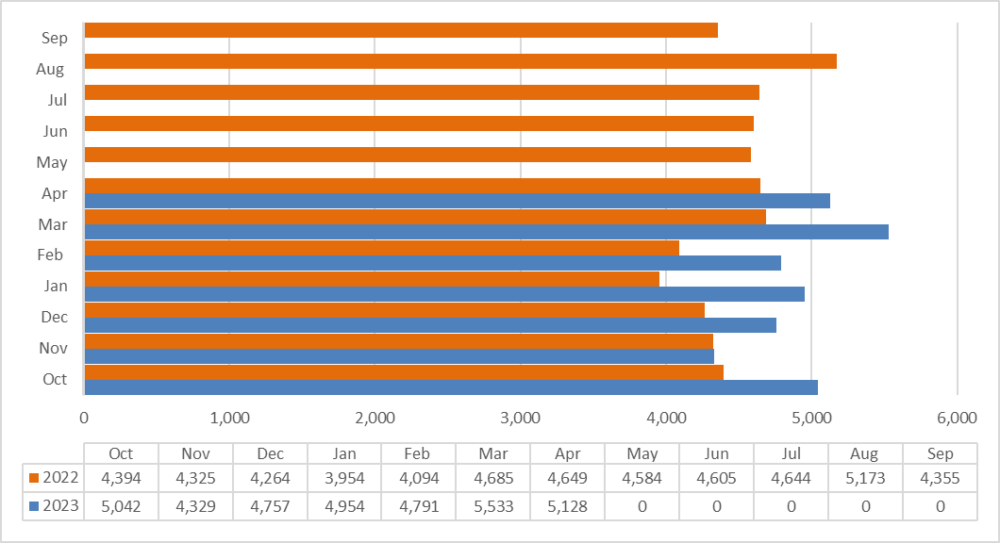 Sep
Aug
Jul
Jun
May
Apr
Mar
Feb
Jan
Dec
Nov
Oct
0 1,000 2,000 3,000 4,000 5,000 6,000
Oct Nov Dec Jan Feb Mar Apr May Jun Jul Aug Sep
2022 4,394 4,325 4,264 3,954 4,094 4,685 4,649 4,584 4,605 4,644 5,173 4,355
2023 5,042 4,329 4,757 4,954 4,791 5,533 5,128 0 0 0 0 0